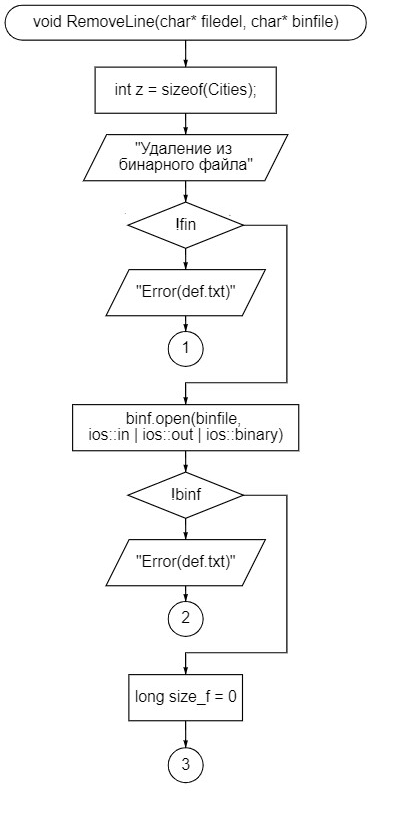 void RemoveLine(char* filedel, char* binfile)
int z = sizeof(Cities);
"Удаление из
бинарного файла"
!fin
"Error(def.txt)"
1
binf.open(binfile,
ios::in | ios::out | ios::binary)
!binf
"Error(def.txt)"
2
long size_f = 0
3